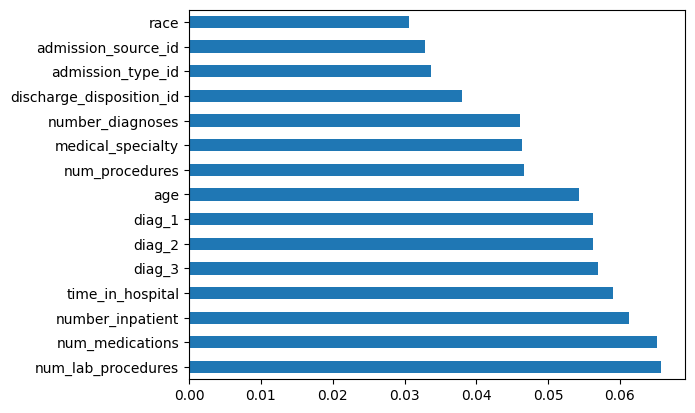 race
admission_source_id
admission_type_id
discharge_disposition_id
number_diagnoses
medical_specialty
num_procedures
age
diag_1
diag_2
diag_3
time_in_hospital
number_inpatient
num_medications
num_lab_procedures
0.00 0.01 0.02 0.03 0.04 0.05 0.06